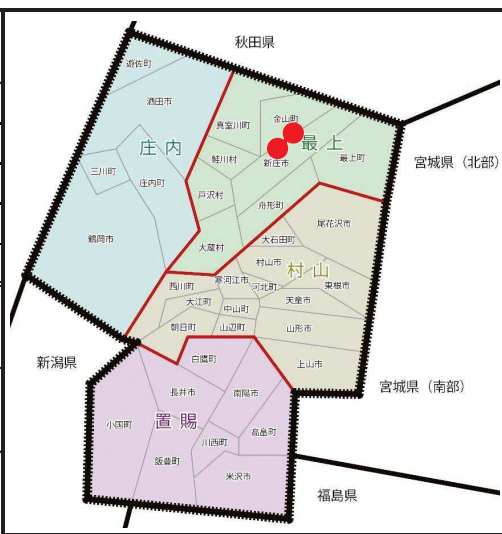 秋田県
遊佐町
酒田市
金山町
真室川町
最上
庄内
新庄市
最上町
宮城県（北部）
鮭川村
三川町
庄内町
戸沢村
舟形町
尾花沢市
鶴岡市
大蔵村
大石田町
村山市
村山
西川町
寒河江市
河北町
東根市
大江町
天童市
中山町
朝日町
山辺町
山形市
新潟県
白鷹町
上山市
宮城県（南部）
長井市
南陽市
小国町
置賜
高畠町
川西町
飯豊町
米沢市
福島県